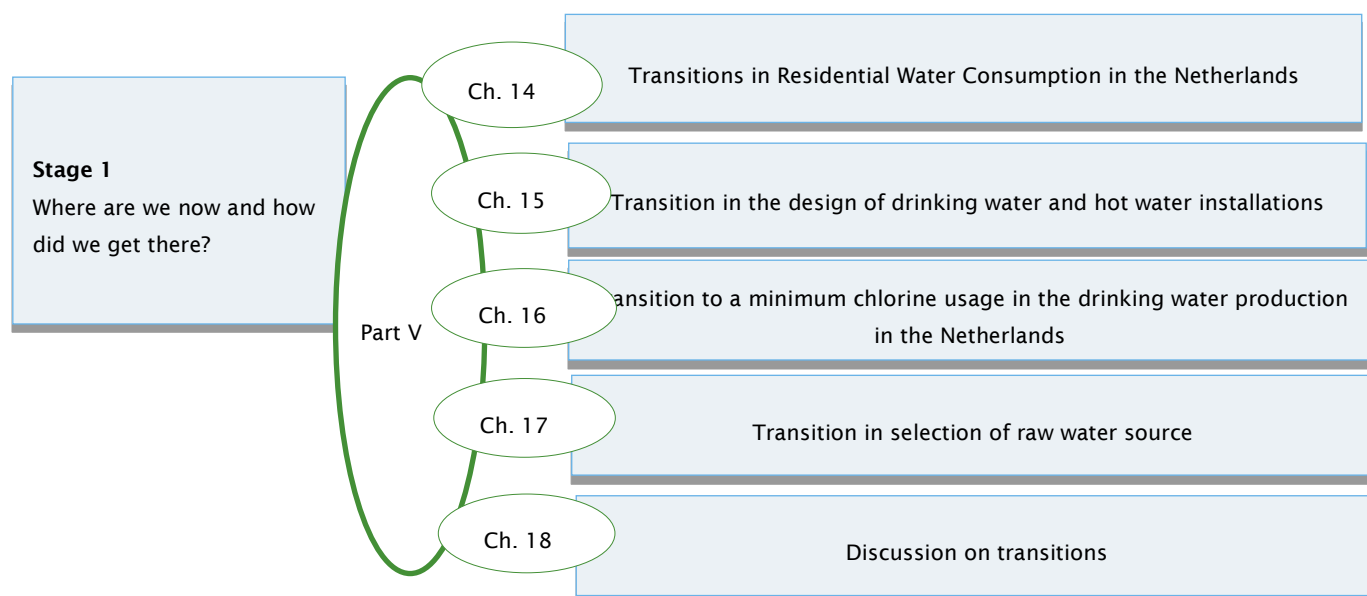 Stage 1
Where are we now and how
did we get there?
Part V
Ch. 14
Transitions in Residential Water Consumption in the Netherlands
Ch. 15
Transition in the design of drinking water and hot water installations
Ch. 16
ansition to a minimum chlorine usage in the drinking water production
in the Netherlands
Ch. 17
Transition in selection of raw water source
Ch. 18
Discussion on transitions